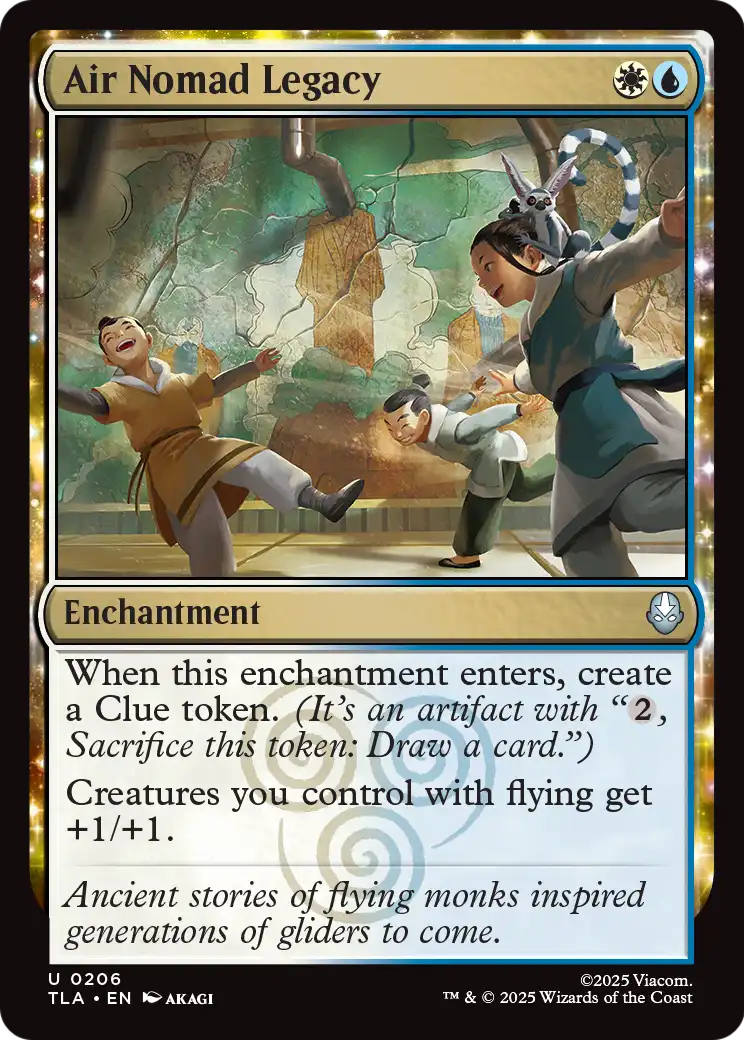 Air Nomad Legacy
Enchantment
When this enchantment enters, create
a Clue token. (It's an artifact with “2,
Sacrifice this token: Draw a card.”)
Creatures you control with flying get
+1/+1.
Ancient stories of flying monks inspired
generations of gliders to come.
U 0206
TLA • EN AKAGI
©2025 Viacom.
™ & © 2025 Wizards of the Coast